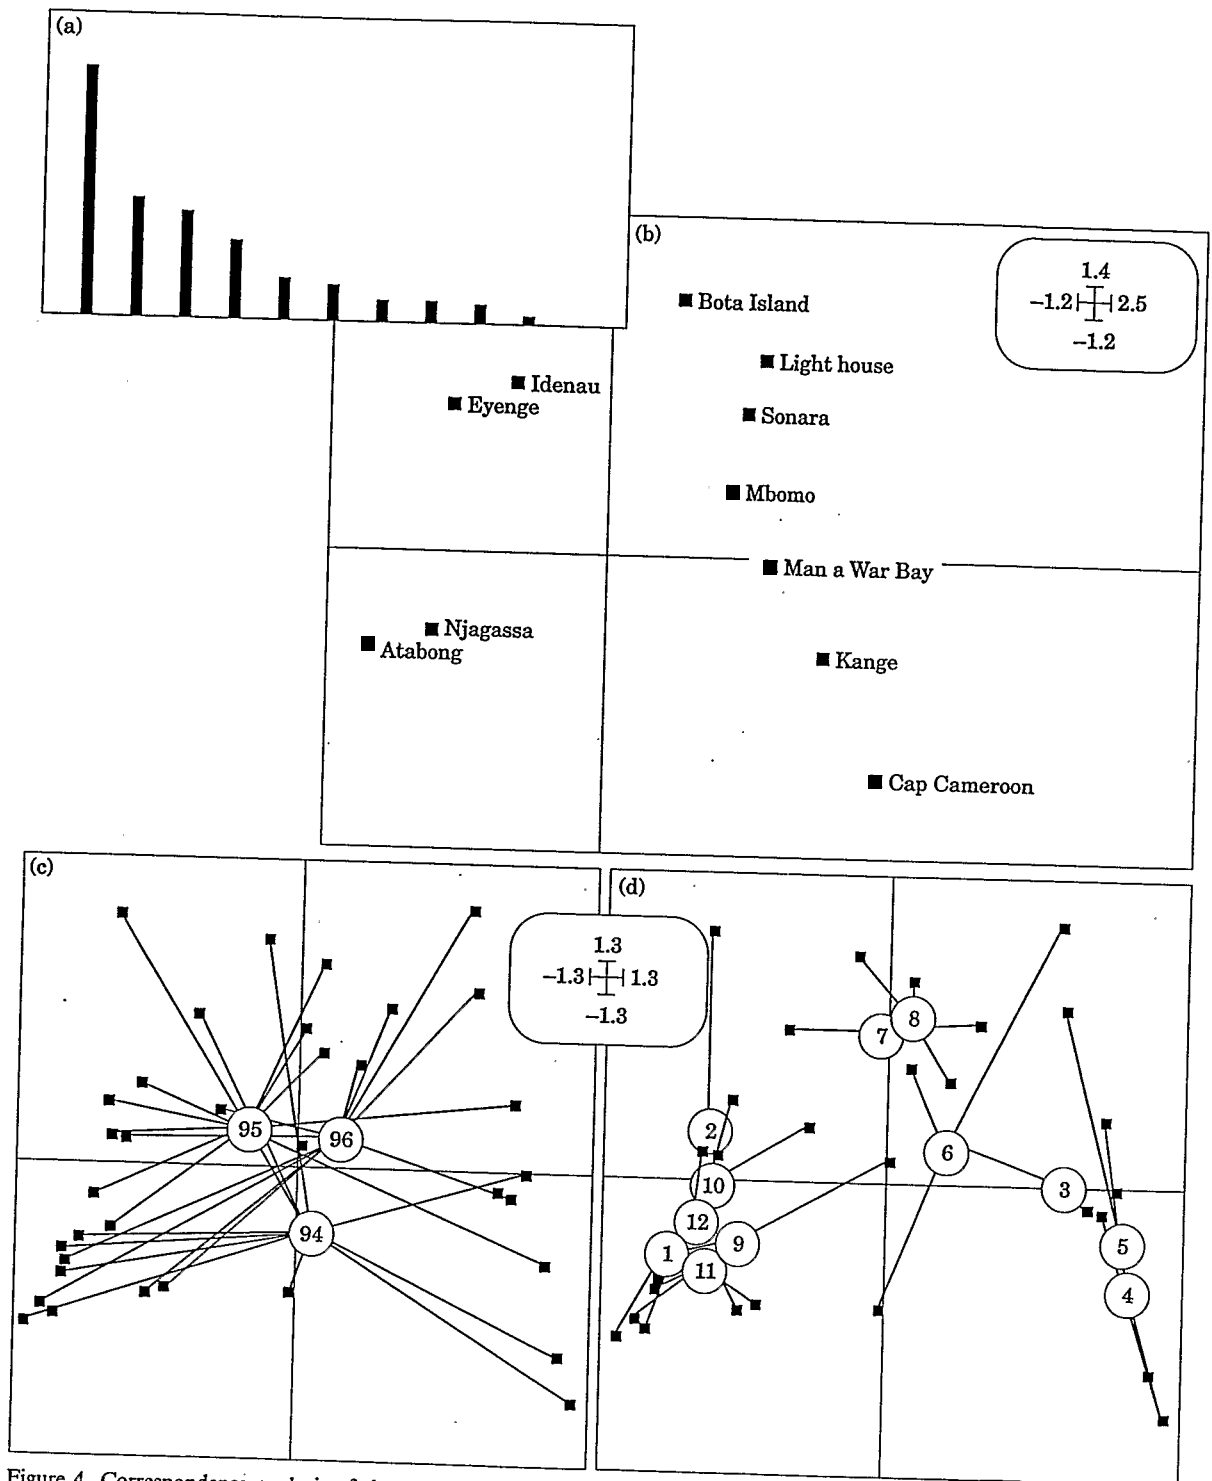 (a)
(b)
1.4
-1.2 2.5
-1.2
Bota Island
Light house
Idenau
Eyenge
Sonara
Mbomo
Man a War Bay
Njagassa
Atabong
Kange
Cap Cameroon
(c)
(d)
1.3
-1.3 1.3
-1.3
95
96
94
8
7
2
6
10
3
12
9
1
11
5
4
Figure 4. Correspondence analysis of